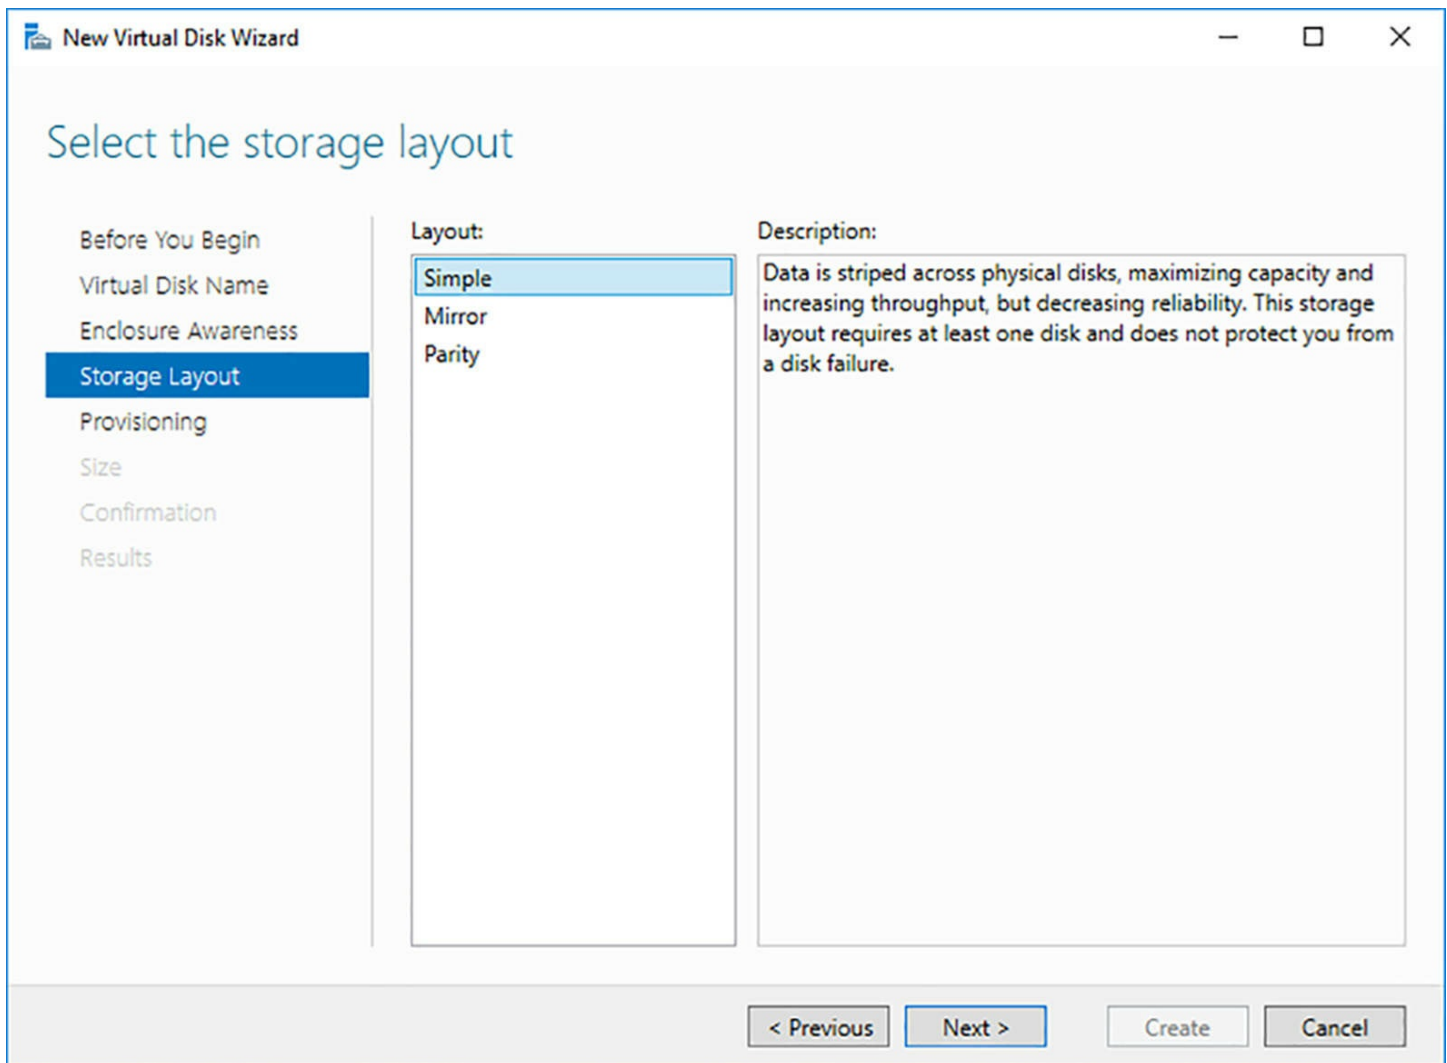 New Virtual Disk Wizard
Select the storage layout
Before You Begin
Virtual Disk Name
Enclosure Awareness
Storage Layout
Provisioning
Size
Confirmation
Results
Layout:
Simple
Mirror
Parity
Description:
Data is striped across physical disks, maximizing capacity and
increasing throughput, but decreasing reliability. This storage
layout requires at least one disk and does not protect you from
a disk failure.
< Previous
Next >
Create
Cancel